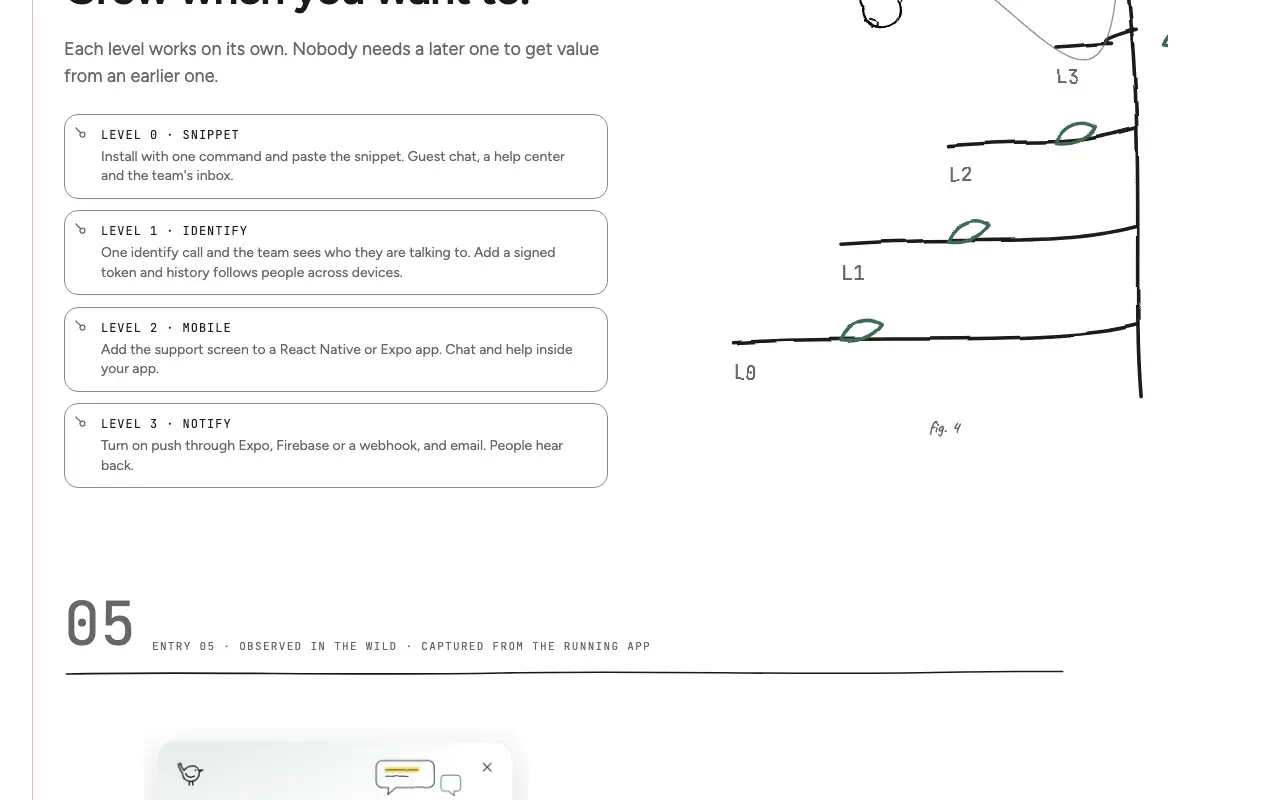 Grow when you want to.
Each level works on its own. Nobody needs a later one to get value
from an earlier one.
LEVEL 0 · SNIPPET
Install with one command and paste the snippet. Guest chat, a help center
and the team's inbox.
LEVEL 1 · IDENTIFY
One identify call and the team sees who they are talking to. Add a signed
token and history follows people across devices.
LEVEL 2 · MOBILE
Add the support screen to a React Native or Expo app. Chat and help inside
your app.
LEVEL 3 · NOTIFY
Turn on push through Expo, Firebase or a webhook, and email. People hear
back.
L3
L2
L1
L0
fig. 4
05
ENTRY 05 · OBSERVED IN THE WILD · CAPTURED FROM THE RUNNING APP